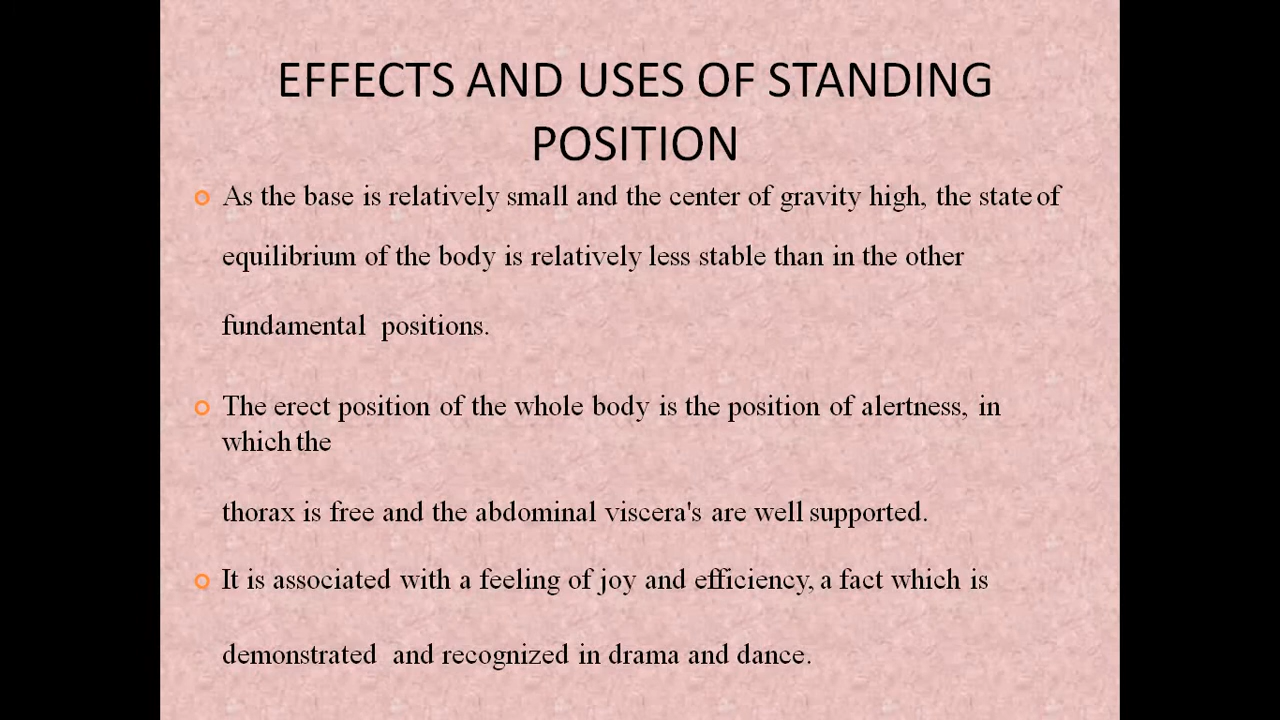 EFFECTS AND USES OF STANDING
POSITION
As the base is relatively small and the center of gravity high, the state of
equilibrium of the body is relatively less stable than in the other
fundamental positions.
The erect position of the whole body is the position of alertness, in
which the
thorax is free and the abdominal viscera's are well supported.
It is associated with a feeling of joy and efficiency, a fact which is
demonstrated and recognized in drama and dance.